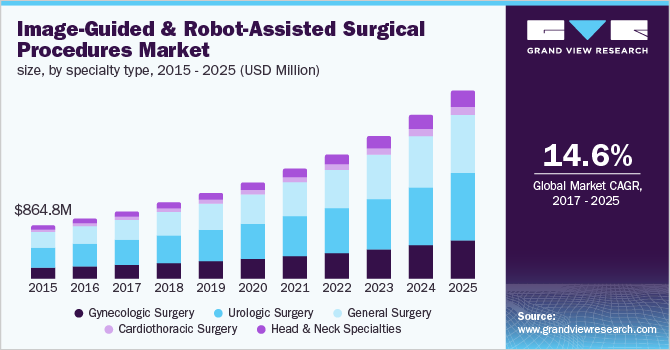 Image-Guided & Robot-Assisted Surgical
Procedures Market
size, by specialty type, 2015 - 2025 (USD Million)
$864.8M
2015 2016 2017 2018 2019 2020 2021 2022 2023 2024 2025
Gynecologic Surgery Urologic Surgery General Surgery
Cardiothoracic Surgery Head & Neck Specialties
GRAND VIEW RESEARCH
14.6%
Global Market CAGR,
2017 - 2025
Source:
www.grandviewresearch.com